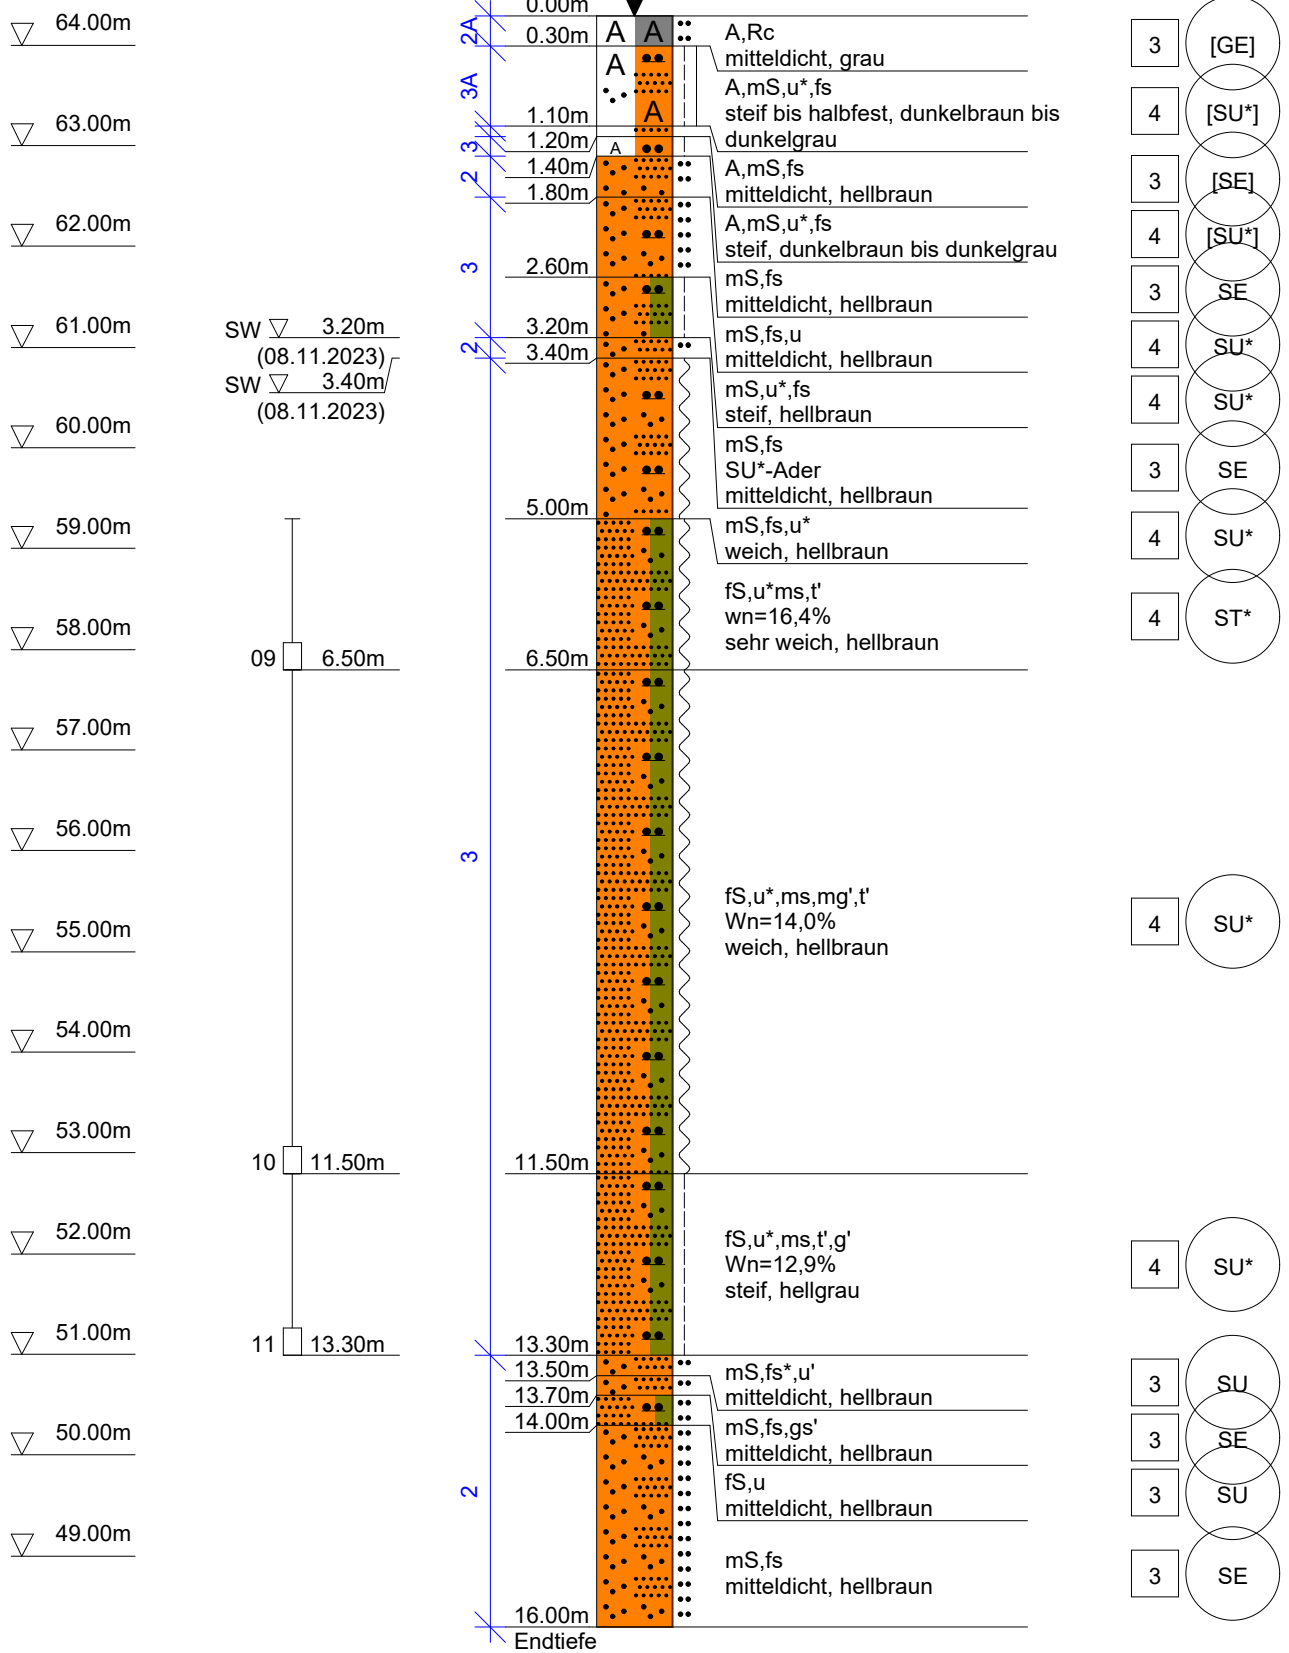 64.00m
63.00m
62.00m
61.00m
60.00m
59.00m
58.00m
57.00m
56.00m
55.00m
54.00m
53.00m
52.00m
51.00m
50.00m
49.00m
SW 3.20m
(08.11.2023)
SW 3.40m
(08.11.2023)
09 6.50m
10 11.50m
11 13.30m
2A
3A
3
2
3
2
3
2
0.00m
0.30m
1.10m
1.20m
1.40m
1.80m
2.60m
3.20m
3.40m
5.00m
6.50m
11.50m
13.30m
13.50m
13.70m
14.00m
16.00m
Endtiefe
A A
A
A
A
A,Rc
mitteldicht, grau
A,mS,u*,fs
steif bis halbfest, dunkelbraun bis
dunkelgrau
A,mS,fs
mitteldicht, hellbraun
A,mS,u*,fs
steif, dunkelbraun bis dunkelgrau
mS,fs
mitteldicht, hellbraun
mS,fs,u
mitteldicht, hellbraun
mS,u*,fs
steif, hellbraun
mS,fs
SU*-Ader
mitteldicht, hellbraun
mS,fs,u*
weich, hellbraun
fS,u*ms,t'
wn=16,4%
sehr weich, hellbraun
fS,u*,ms,mg',t'
Wn=14,0%
weich, hellbraun
fS,u*,ms,t',g'
Wn=12,9%
steif, hellgrau
mS,fs*,u'
mitteldicht, hellbraun
mS,fs,gs'
mitteldicht, hellbraun
fS,u
mitteldicht, hellbraun
mS,fs
mitteldicht, hellbraun
3 [GE]
4 [SU*]
3 [SE]
4 [SU*]
3 SE
4 SU*
4 SU*
3 SE
4 SU*
4 ST*
4 SU*
4 SU*
3 SU
3 SE
3 SU
3 SE